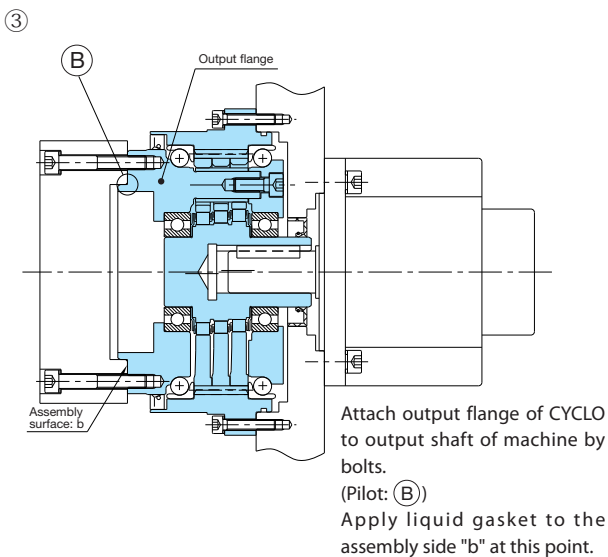 ③
Ⓑ
Output flange
Assembly
surface: b
Attach output flange of CYCLO
to output shaft of machine by
bolts.
(Pilot: Ⓑ)
Apply liquid gasket to the
assembly side "b" at this point.